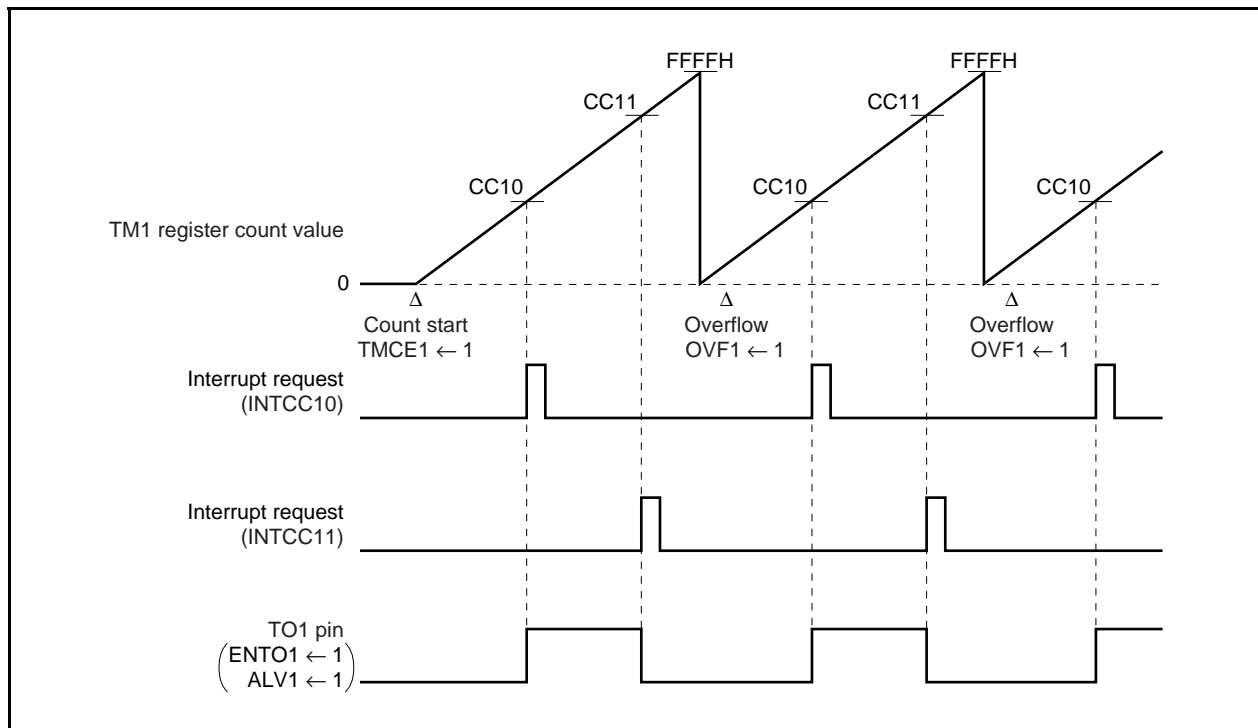 FFFFH
FFFFH
CC11
CC11
CC10
CC10
CC10
TM1 register count value
0
Δ
Δ
Δ
Count start
TMCE1 ← 1
Overflow
OVF1 ← 1
Overflow
OVF1 ← 1
Interrupt request
(INTCC10)
Interrupt request
(INTCC11)
TO1 pin
(ENTO1 ← 1
ALV1 ← 1)